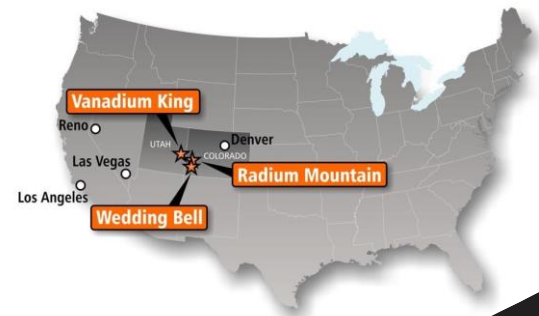 Vanadium King
Reno
Denver
UTAH
COLORADO
Las Vegas
Radium Mountain
Los Angeles
Wedding Bell